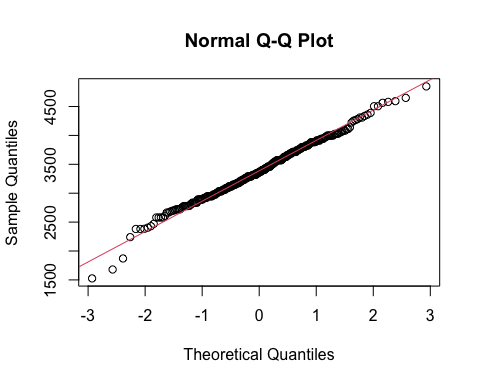 Normal Q-Q Plot
Sample Quantiles
1500 2500 3500 4500
-3 -2 -1 0 1 2 3
Theoretical Quantiles